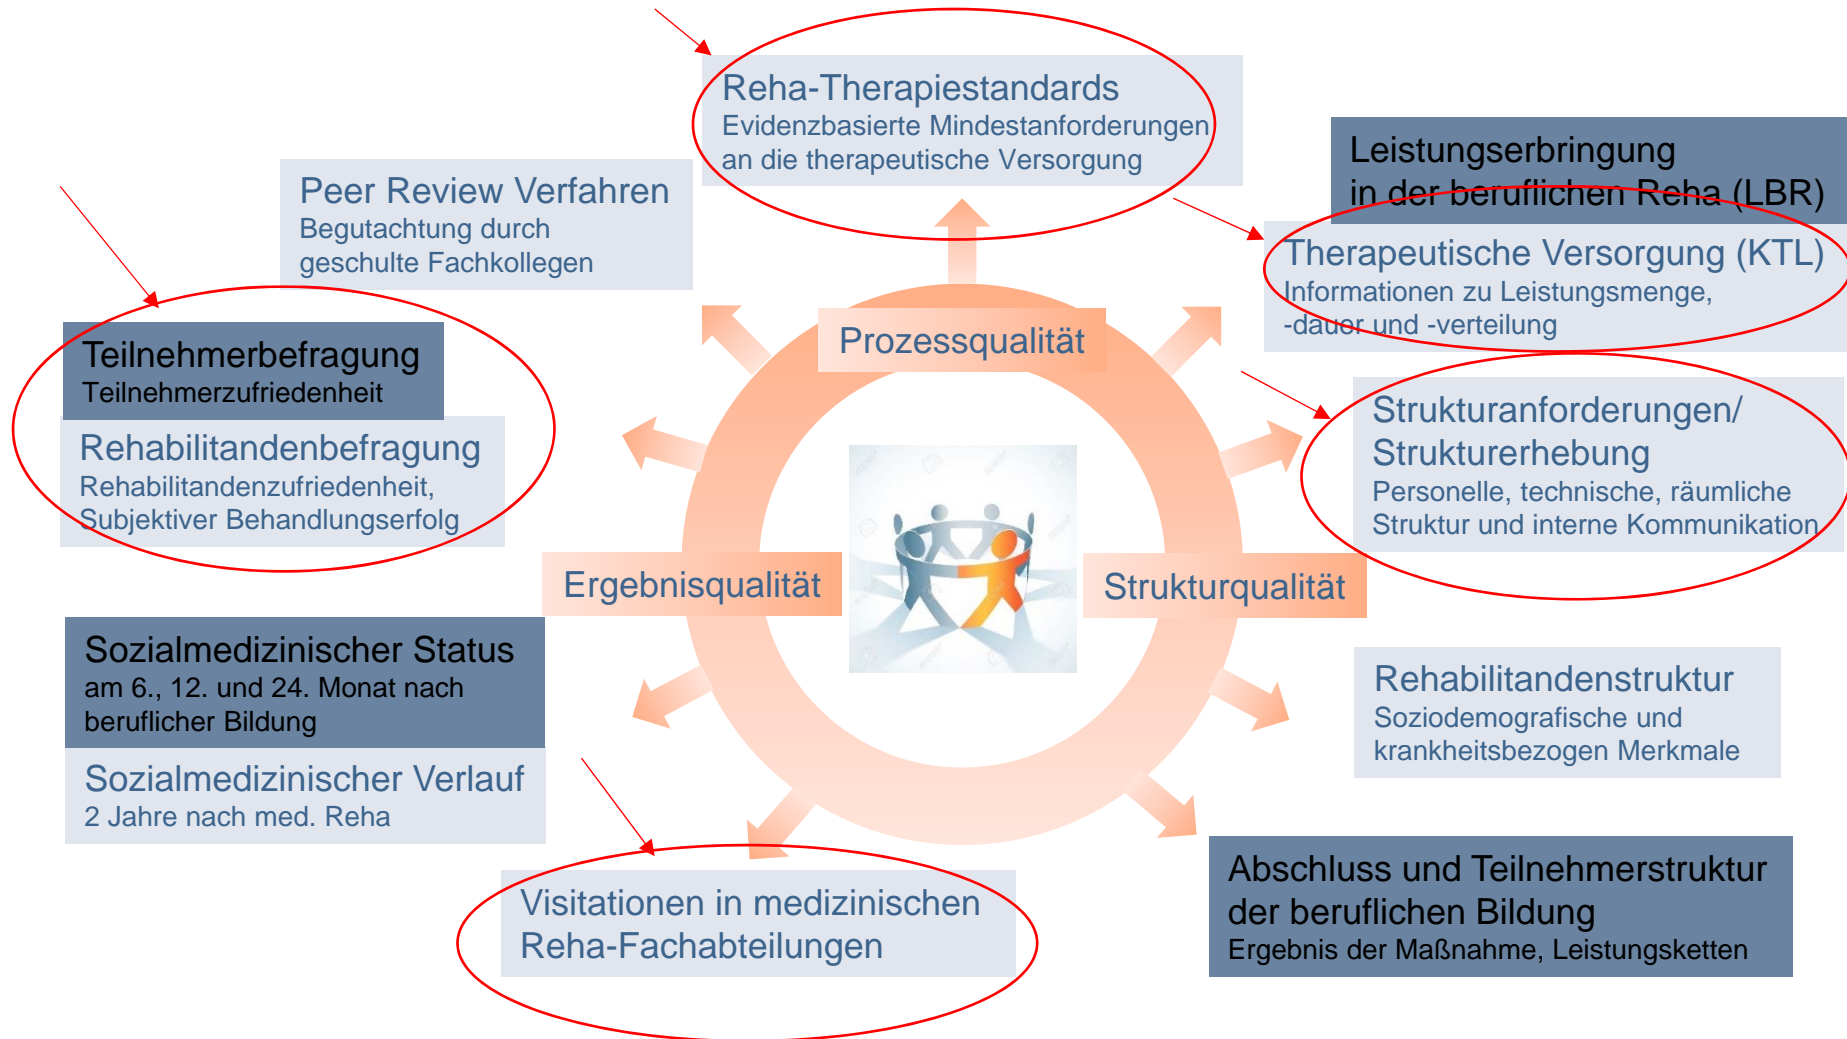 Reha-Therapiestandards
Evidenzbasierte Mindestanforderungen
an die therapeutische Versorgung
Leistungserbringung
in der beruflichen Reha (LBR)
Peer Review Verfahren
Begutachtung durch
geschulte Fachkollegen
Therapeutische Versorgung (KTL)
Informationen zu Leistungsmenge,
-dauer und -verteilung
Prozessqualität
Teilnehmerbefragung
Teilnehmerzufriedenheit
Rehabilitandenbefragung
Rehabilitandenzufriedenheit,
Subjektiver Behandlungserfolg
Strukturanforderungen/
Strukturerhebung
Personelle, technische, räumliche
Struktur und interne Kommunikation
Ergebnisqualität
Strukturqualität
Sozialmedizinischer Status
am 6., 12. und 24. Monat nach
beruflicher Bildung
Sozialmedizinischer Verlauf
2 Jahre nach med. Reha
Rehabilitandenstruktur
Soziodemografische und
krankheitsbezogen Merkmale
Visitationen in medizinischen
Reha-Fachabteilungen
Abschluss und Teilnehmerstruktur
der beruflichen Bildung
Ergebnis der Maßnahme, Leistungsketten